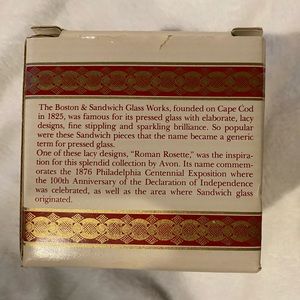 The Boston & Sandwich Glass Works, founded on Cape Cod
in 1825, was famous for its pressed glass with elaborate, lacy
designs, fine stippling and sparkling brilliance. So popular
were these Sandwich pieces that the name became a generic
term for pressed glass.
One of these lacy designs, "Roman Rosette," was the inspira-
tion for this splendid collection by Avon. Its name commem-
orates the 1876 Philadelphia Centennial Exposition where
the 100th Anniversary of the Declaration of Independence
was celebrated, as well as the area where Sandwich glass
originated.